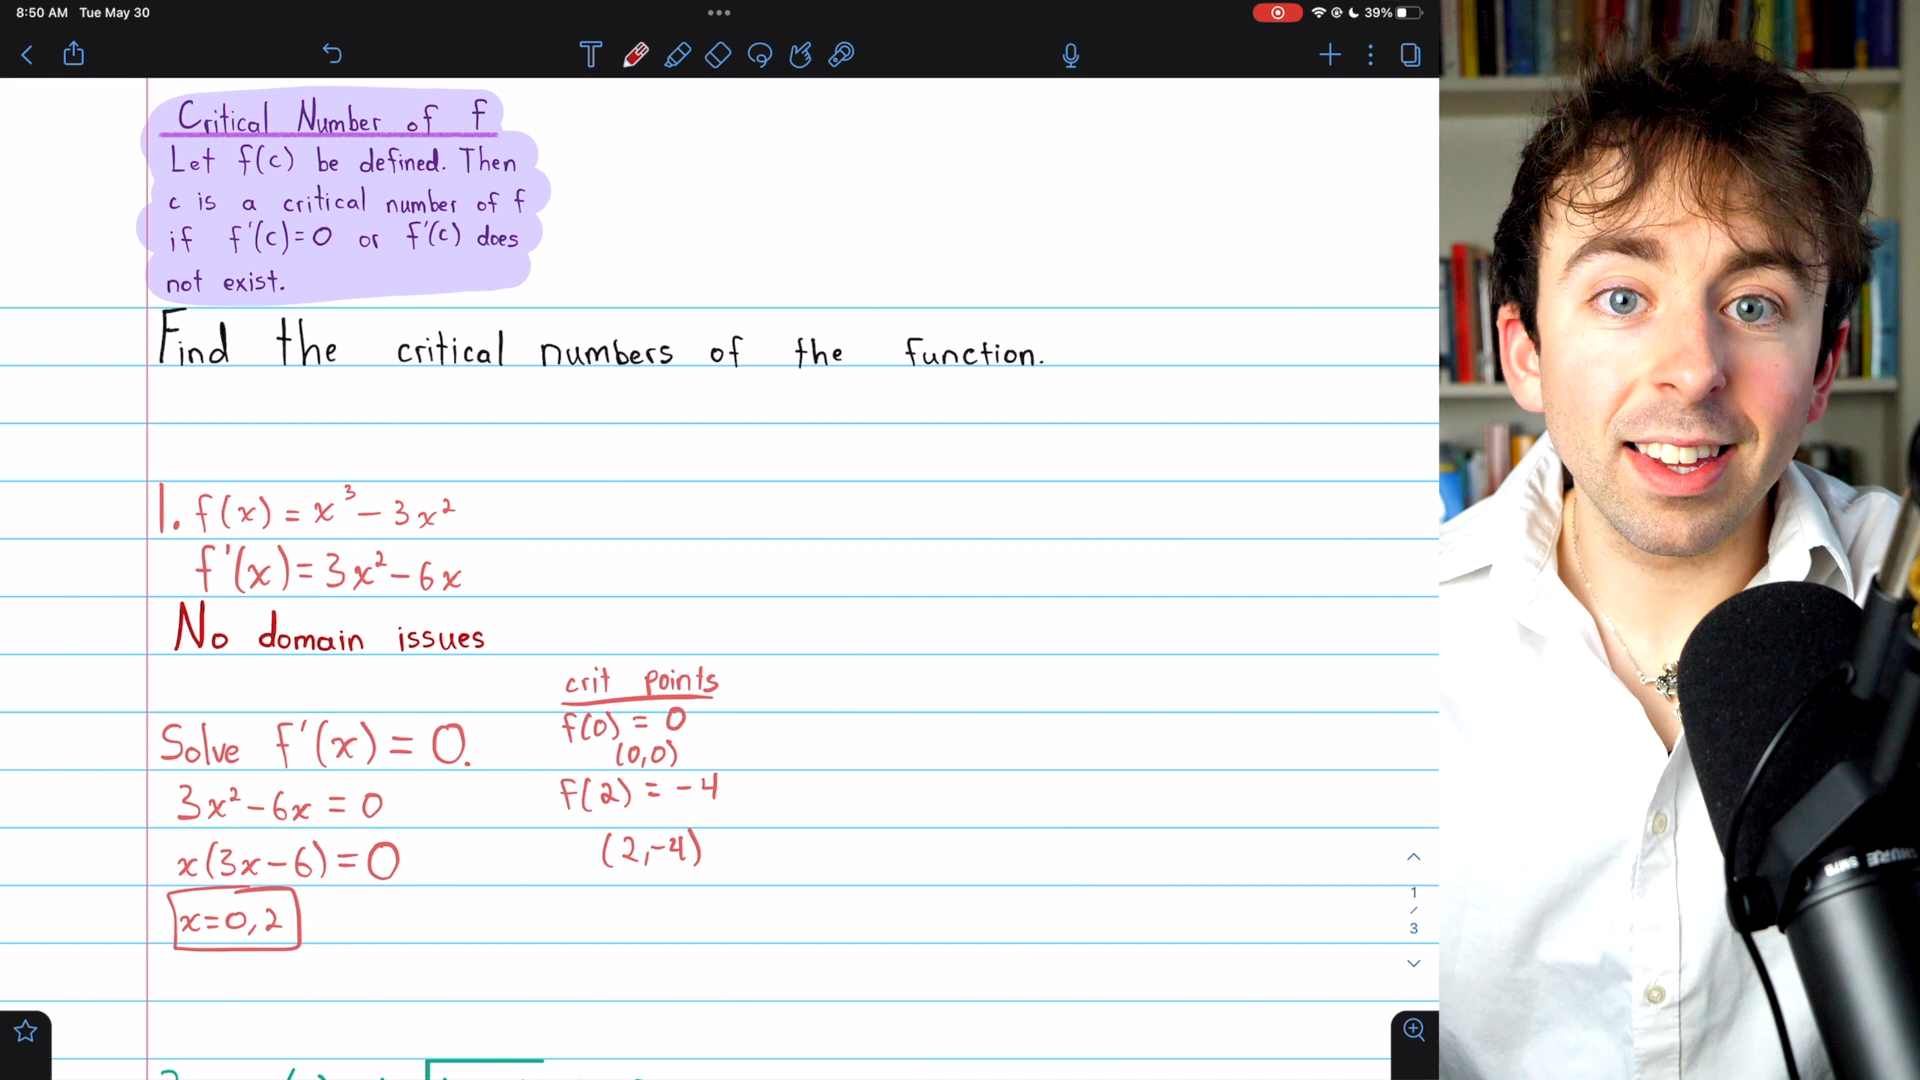 8:50 AM Tue May 30
39%
Critical Number of f
Let f(c) be defined. Then
c is a critical number of f
if f'(c)=0 or f'(c) does
not exist.
Find the critical numbers of the function.
1. f(x) = x³ – 3x²
f'(x) = 3x² – 6x
No domain issues
Solve f'(x) = 0.
3x² – 6x = 0
x(3x – 6) = 0
x = 0, 2
crit points
f(0) = 0
(0,0)
f(2) = -4
(2,-4)
1
/
3
SHURE